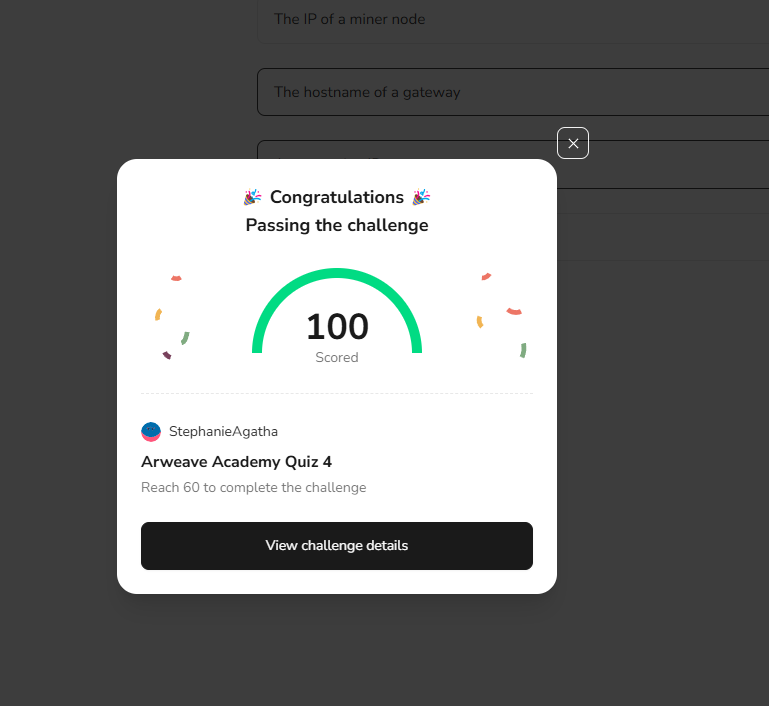 The IP of a miner node
The hostname of a gateway
🎉 Congratulations 🎉
Passing the challenge
100
Scored
StephanieAgatha
Arweave Academy Quiz 4
Reach 60 to complete the challenge
View challenge details